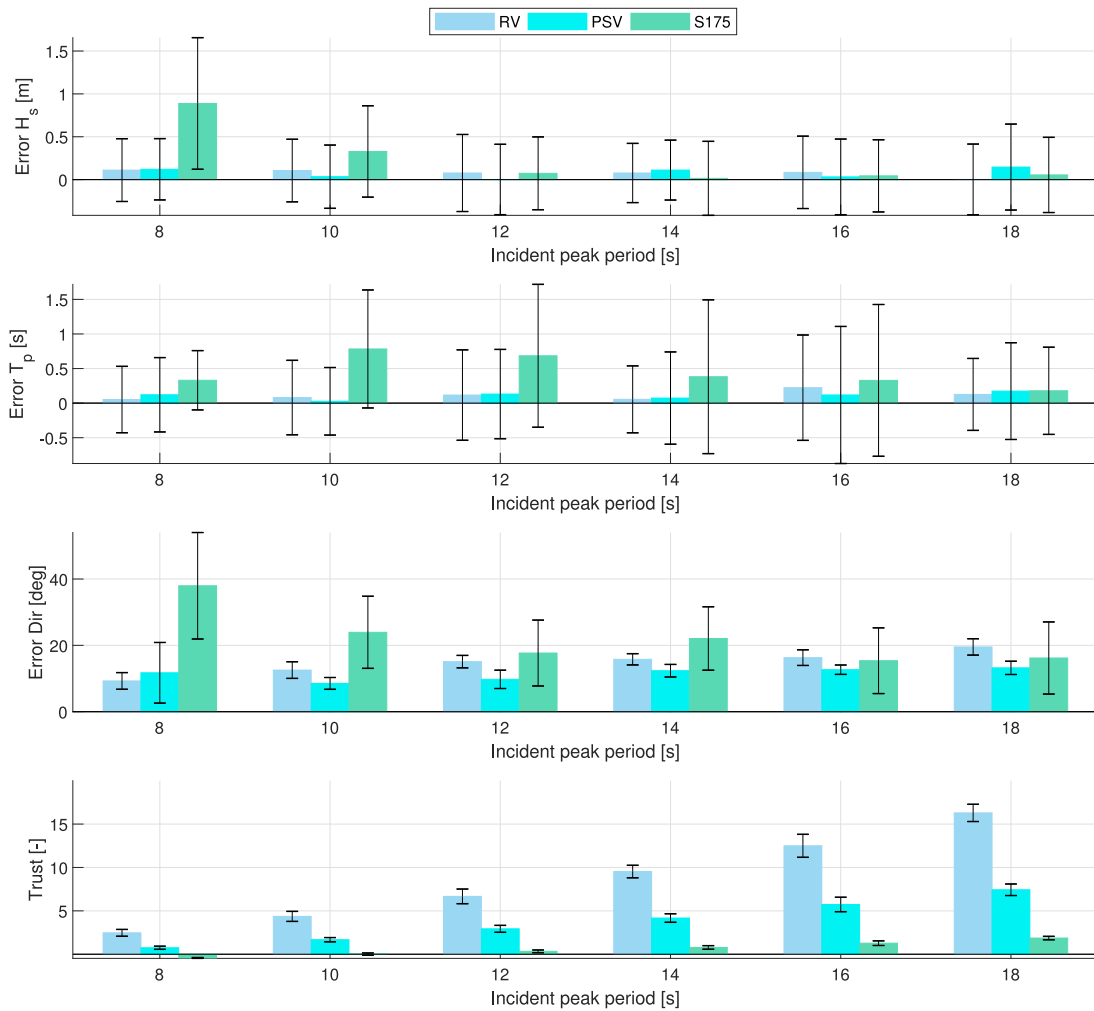 RV PSV S175
Error H_s [m]
1.5
1
0.5
0
8 10 12 14 16 18
Incident peak period [s]
Error T_p [s]
1.5
1
0.5
0
-0.5
8 10 12 14 16 18
Incident peak period [s]
Error Dir [deg]
40
20
0
8 10 12 14 16 18
Incident peak period [s]
Trust [-]
15
10
5
8 10 12 14 16 18
Incident peak period [s]